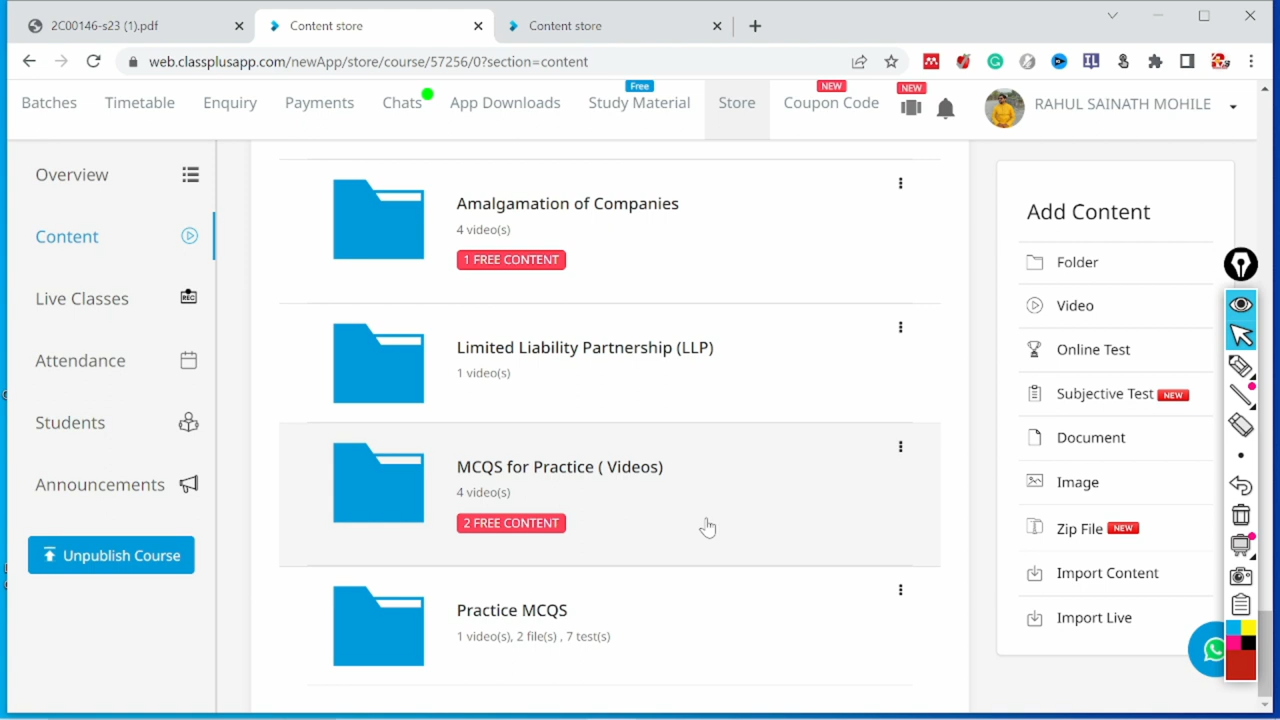 2C00146-s23 (1).pdf
Content store
Content store
web.classplusapp.com/newApp/store/course/57256/0?section=content
Batches
Timetable
Enquiry
Payments
Chats
App Downloads
Free
Study Material
Store
NEW
Coupon Code
NEW
RAHUL SAINATH MOHILE
Overview
Content
Live Classes
REC
Attendance
Students
Announcements
Unpublish Course
Amalgamation of Companies
4 video(s)
1 FREE CONTENT
Limited Liability Partnership (LLP)
1 video(s)
MCQS for Practice ( Videos)
4 video(s)
2 FREE CONTENT
Practice MCQS
1 video(s), 2 file(s) , 7 test(s)
Add Content
Folder
Video
Online Test
Subjective Test NEW
Document
Image
Zip File NEW
Import Content
Import Live